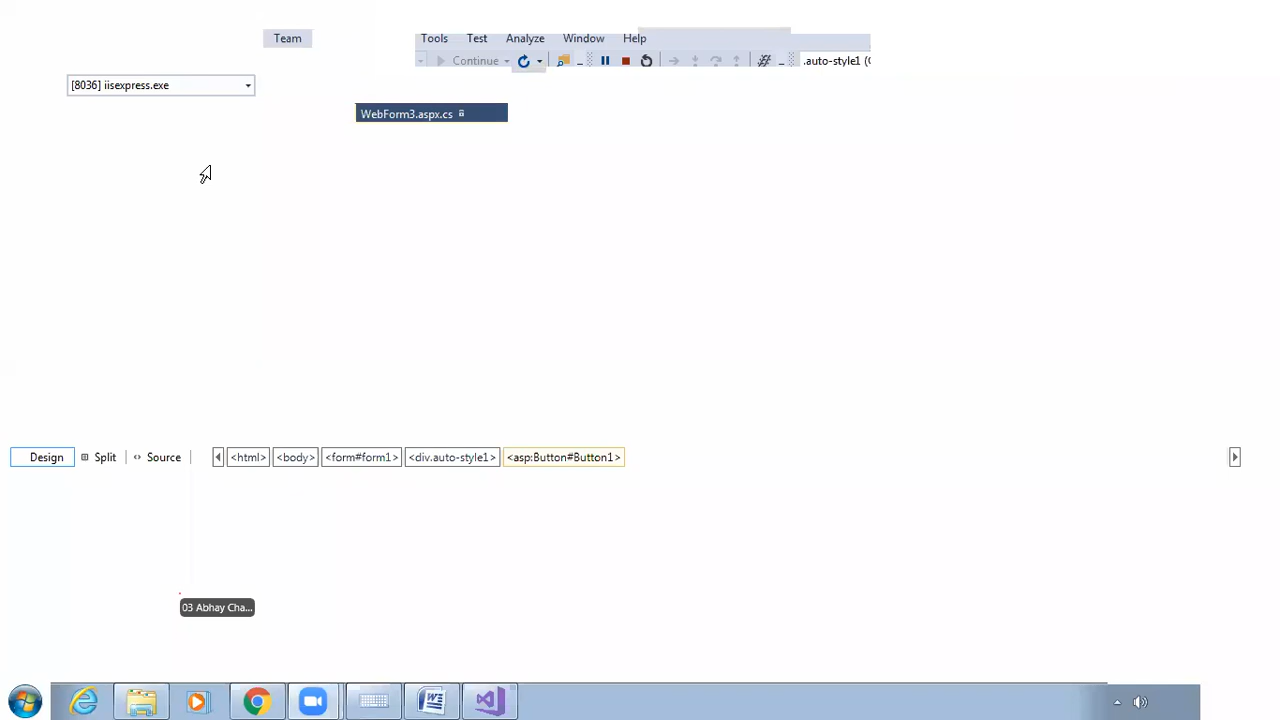 Team Tools Test Analyze Window Help
Continue .auto-style1 (
[8036] iisexpress.exe
WebForm3.aspx.cs
Design Split Source <html> <body> <form#form1> <div.auto-style1> <asp:Button#Button1>
03 Abhay Cha...